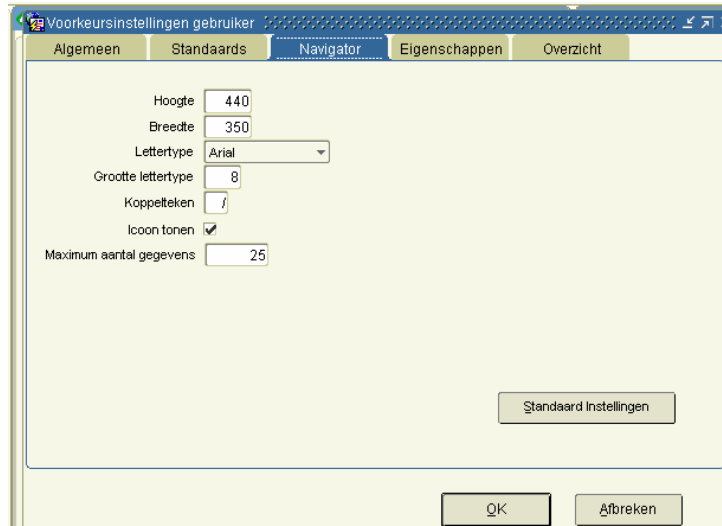 Voorkeursinstellingen gebruiker
Algemeen Standaards Navigator Eigenschappen Overzicht
Hoogte 440
Breedte 350
Lettertype Arial
Grootte lettertype 8
Koppelteken /
Icoon tonen
Maximum aantal gegevens 25
Standaard Instellingen
OK Afbreken